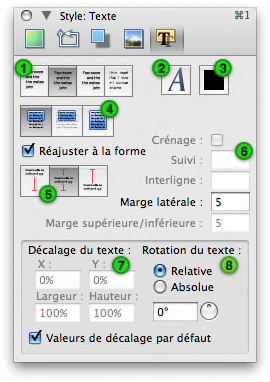 Style: Texte ⌘1
T
1 2 3
A
4
Réajuster à la forme
Crénage :
Suivi : 6
Interligne :
5
Marge latérale : 5
Marge supérieure/inférieure : 5
Décalage du texte : Rotation du texte :
X : Y : 7 8
0% 0% Relative
Largeur : Hauteur : Absolue
100% 100% 0°
Valeurs de décalage par défaut